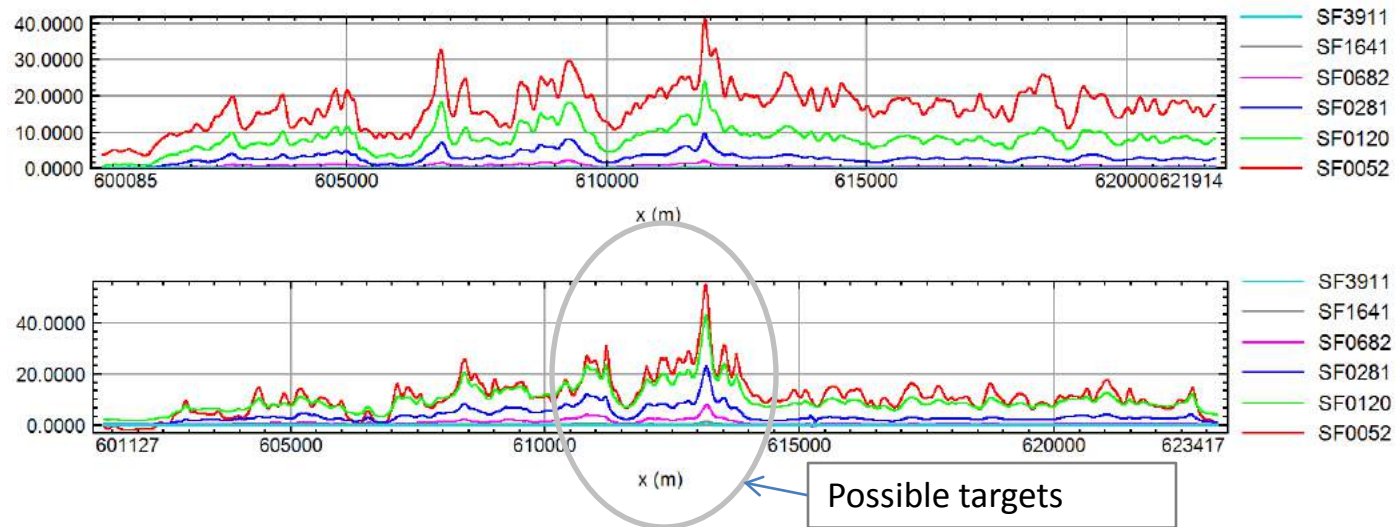 40.0000
30.0000
20.0000
10.0000
0.0000
600085 605000 610000 615000 620000621914
x (m)
SF3911
SF1641
SF0682
SF0281
SF0120
SF0052
40.0000
20.0000
0.0000
601127 605000 610000 615000 620000 623417
x (m)
SF3911
SF1641
SF0682
SF0281
SF0120
SF0052
Possible targets